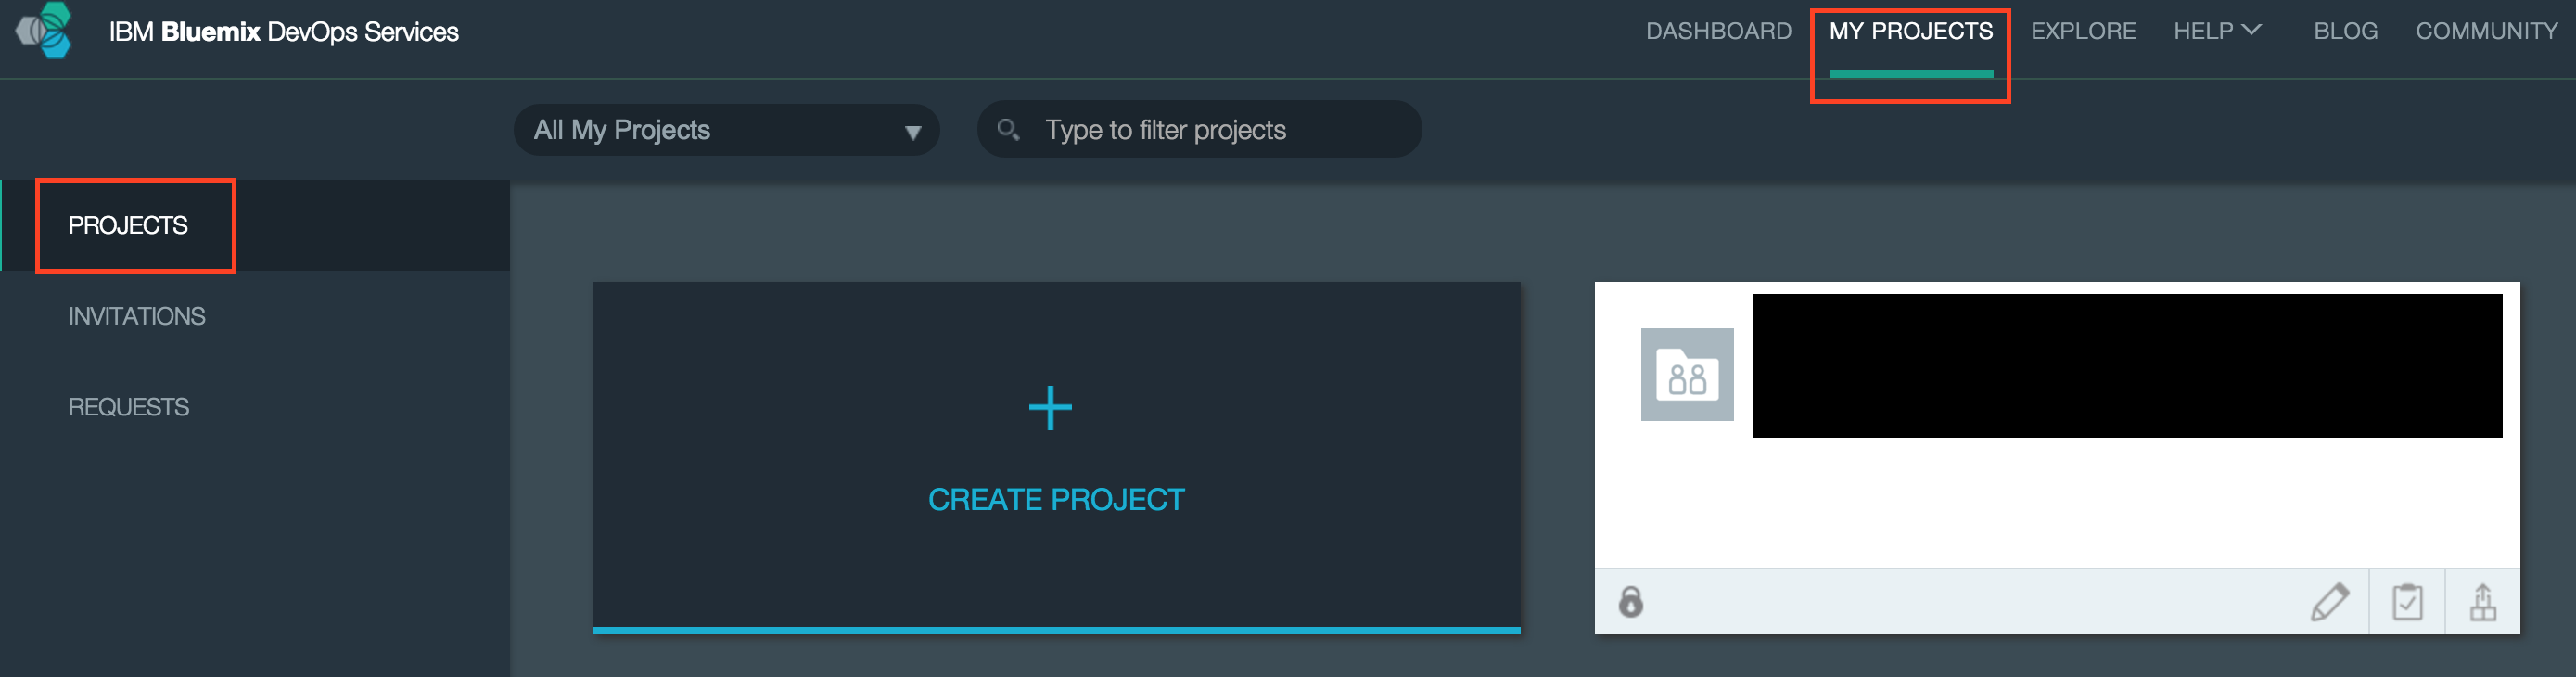 IBM Bluemix DevOps Services
DASHBOARD MY PROJECTS EXPLORE HELP BLOG COMMUNITY
All My Projects Type to filter projects
PROJECTS
INVITATIONS
REQUESTS
CREATE PROJECT